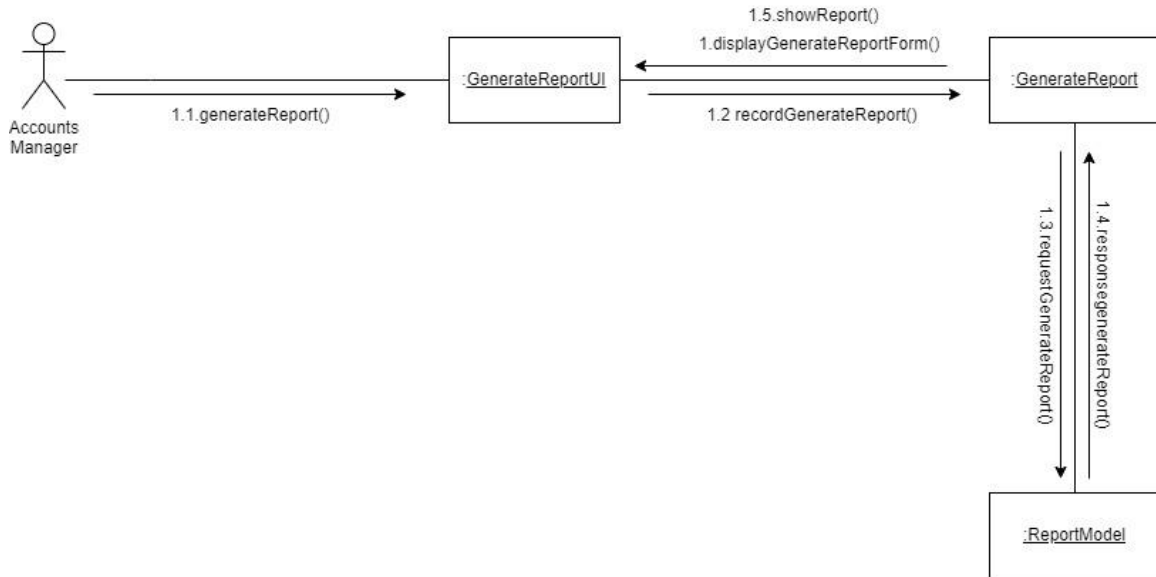 1.5.showReport()
1.displayGenerateReportForm()
:GenerateReportUI
:GenerateReport
1.1.generateReport()
1.2 recordGenerateReport()
Accounts
Manager
1.3.requestGenerateReport()
1.4.responsegenerateReport()
:ReportModel